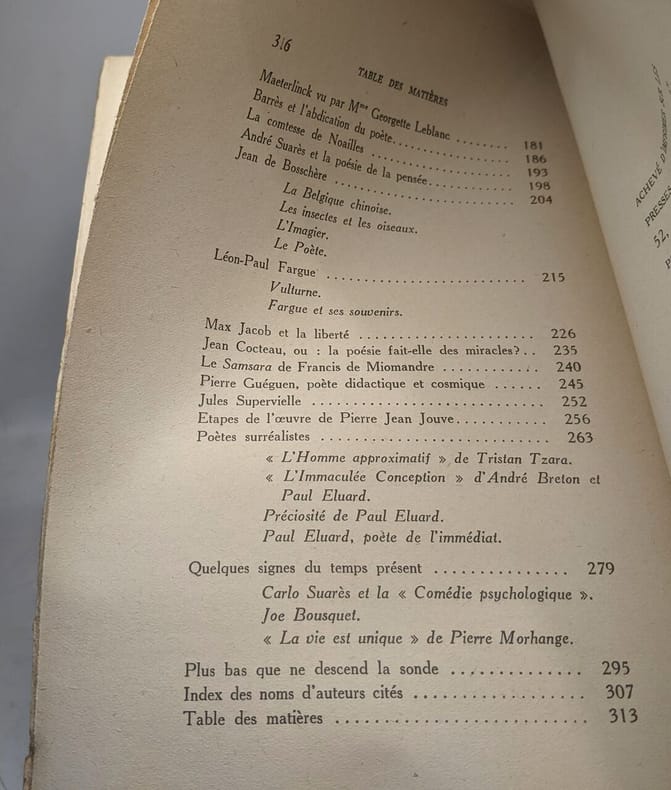 316
TABLE DES MATIÈRES
Maeterlinck vu par Mme Georgette Leblanc ........ 181
Barrès et l'abdication du poète.................. 186
La comtesse de Noailles ......................... 193
André Suarès et la poésie de la pensée............ 198
Jean de Bosschère ............................... 204
La Belgique chinoise.
Les insectes et les oiseaux.
L'Imagier.
Le Poète.
Léon-Paul Fargue ............................ 215
Vulturne.
Fargue et ses souvenirs.
Max Jacob et la liberté ...................... 226
Jean Cocteau, ou : la poésie fait-elle des miracles?.. 235
Le Samsara de Francis de Miomandre ............ 240
Pierre Guéguen, poète didactique et cosmique ...... 245
Jules Supervielle ............................. 252
Etapes de l'œuvre de Pierre Jean Jouve........... 256
Poètes surréalistes ............................ 263
« L'Homme approximatif » de Tristan Tzara.
« L'Immaculée Conception » d'André Breton et
Paul Eluard.
Préciosité de Paul Eluard.
Paul Eluard, poète de l'immédiat.
Quelques signes du temps présent ............... 279
Carlo Suarès et la « Comédie psychologique ».
Joe Bousquet.
« La vie est unique » de Pierre Morhange.
Plus bas que ne descend la sonde .............. 295
Index des noms d'auteurs cités .................. 307
Table des matières .......................... 313
ACHEVÉ D'IMPRIMER SUR LES
PRESSES
52,